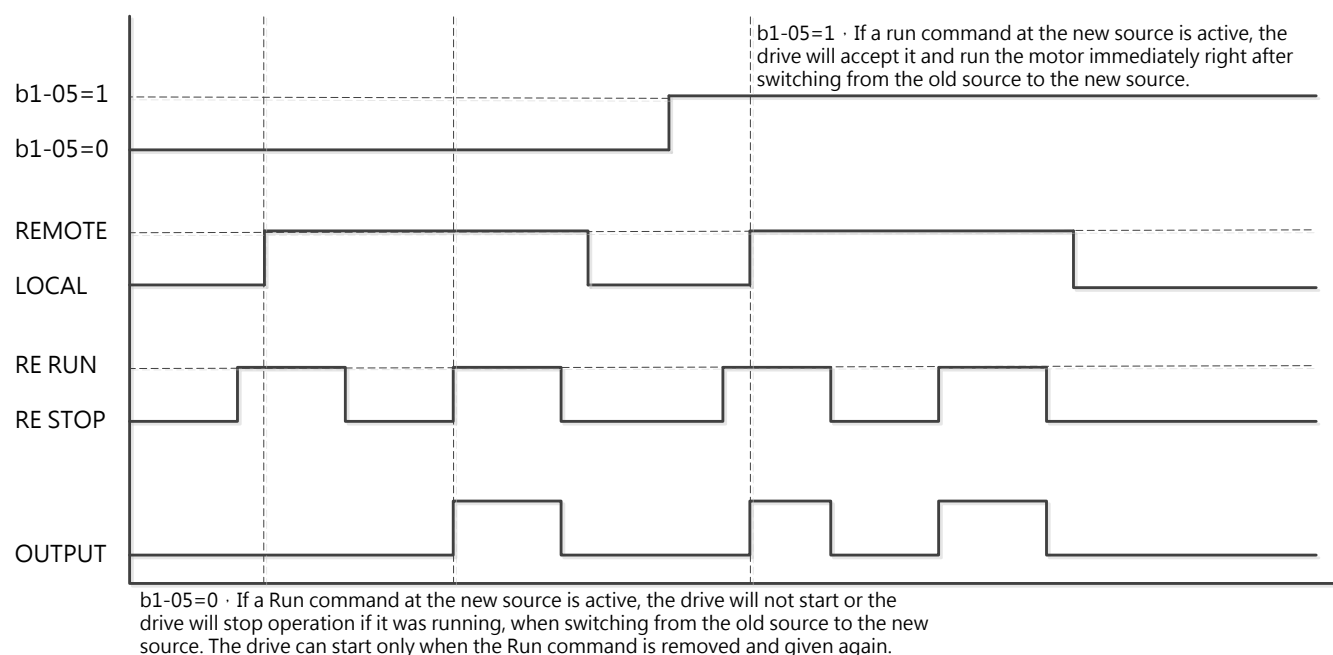 b1-05=1 · If a run command at the new source is active, the
drive will accept it and run the motor immediately right after
switching from the old source to the new source.
b1-05=1
b1-05=0
REMOTE
LOCAL
RE RUN
RE STOP
OUTPUT
b1-05=0 · If a Run command at the new source is active, the drive will not start or the
drive will stop operation if it was running, when switching from the old source to the new
source. The drive can start only when the Run command is removed and given again.